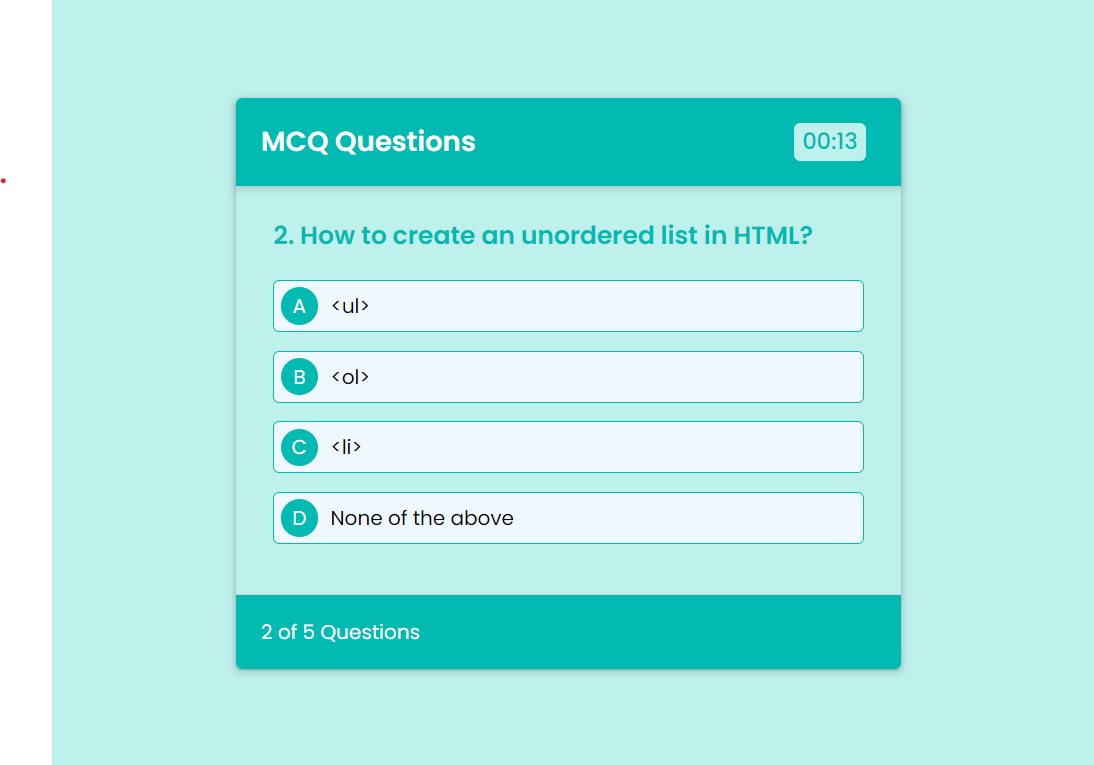 MCQ Questions
00:13
2. How to create an unordered list in HTML?
A <ul>
B <ol>
C <li>
D None of the above
2 of 5 Questions